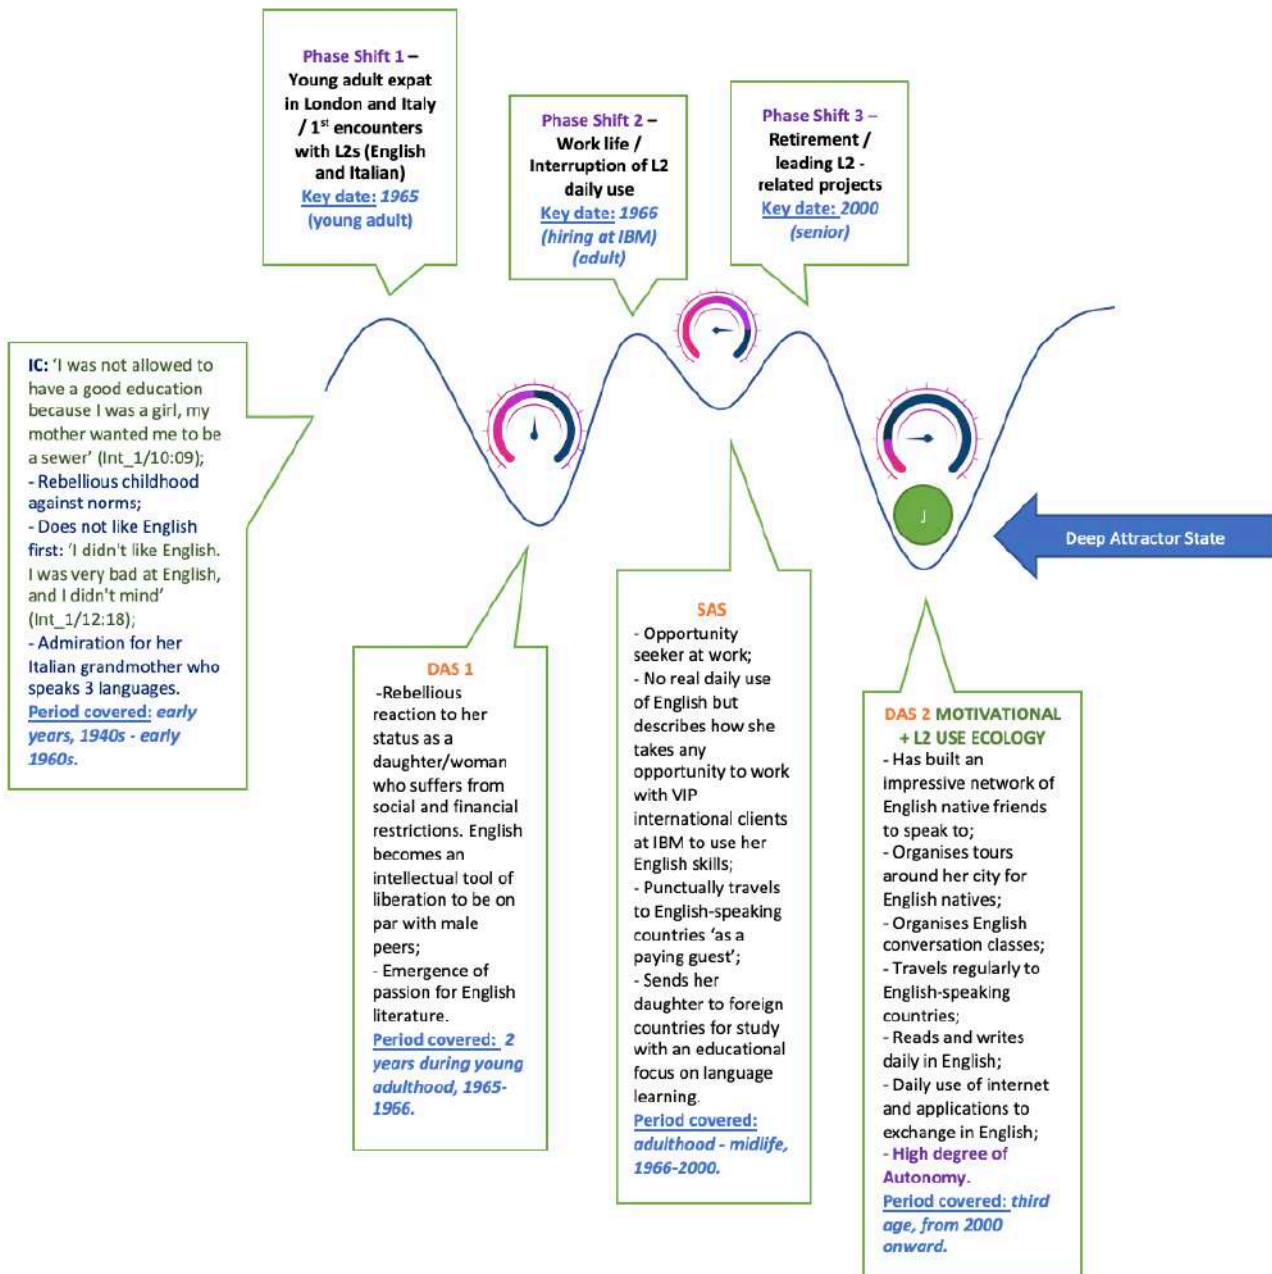 Phase Shift 1 –
Young adult expat
in London and Italy
/ 1st encounters
with L2s (English
and Italian)
Key date: 1965
(young adult)
Phase Shift 2 –
Work life /
Interruption of L2
daily use
Key date: 1966
(hiring at IBM)
(adult)
Phase Shift 3 –
Retirement /
leading L2 -
related projects
Key date: 2000
(senior)
IC: ‘I was not allowed to
have a good education
because I was a girl, my
mother wanted me to be
a sewer’ (Int_1/10:09);
- Rebellious childhood
against norms;
- Does not like English
first: ‘I didn't like English.
I was very bad at English,
and I didn't mind’
(Int_1/12:18);
- Admiration for her
Italian grandmother who
speaks 3 languages.
Period covered: early
years, 1940s - early
1960s.
J
Deep Attractor State
DAS 1
-Rebellious
reaction to her
status as a
daughter/woman
who suffers from
social and financial
restrictions. English
becomes an
intellectual tool of
liberation to be on
par with male
peers;
- Emergence of
passion for English
literature.
Period covered: 2
years during young
adulthood, 1965-
1966.
SAS
- Opportunity
seeker at work;
- No real daily use
of English but
describes how she
takes any
opportunity to work
with VIP
international clients
at IBM to use her
English skills;
- Punctually travels
to English-speaking
countries ‘as a
paying guest’;
- Sends her
daughter to foreign
countries for study
with an educational
focus on language
learning.
Period covered:
adulthood - midlife,
1966-2000.
DAS 2 MOTIVATIONAL
+ L2 USE ECOLOGY
- Has built an
impressive network of
English native friends
to speak to;
- Organises tours
around her city for
English natives;
- Organises English
conversation classes;
- Travels regularly to
English-speaking
countries;
- Reads and writes
daily in English;
- Daily use of internet
and applications to
exchange in English;
- High degree of
Autonomy.
Period covered: third
age, from 2000
onward.